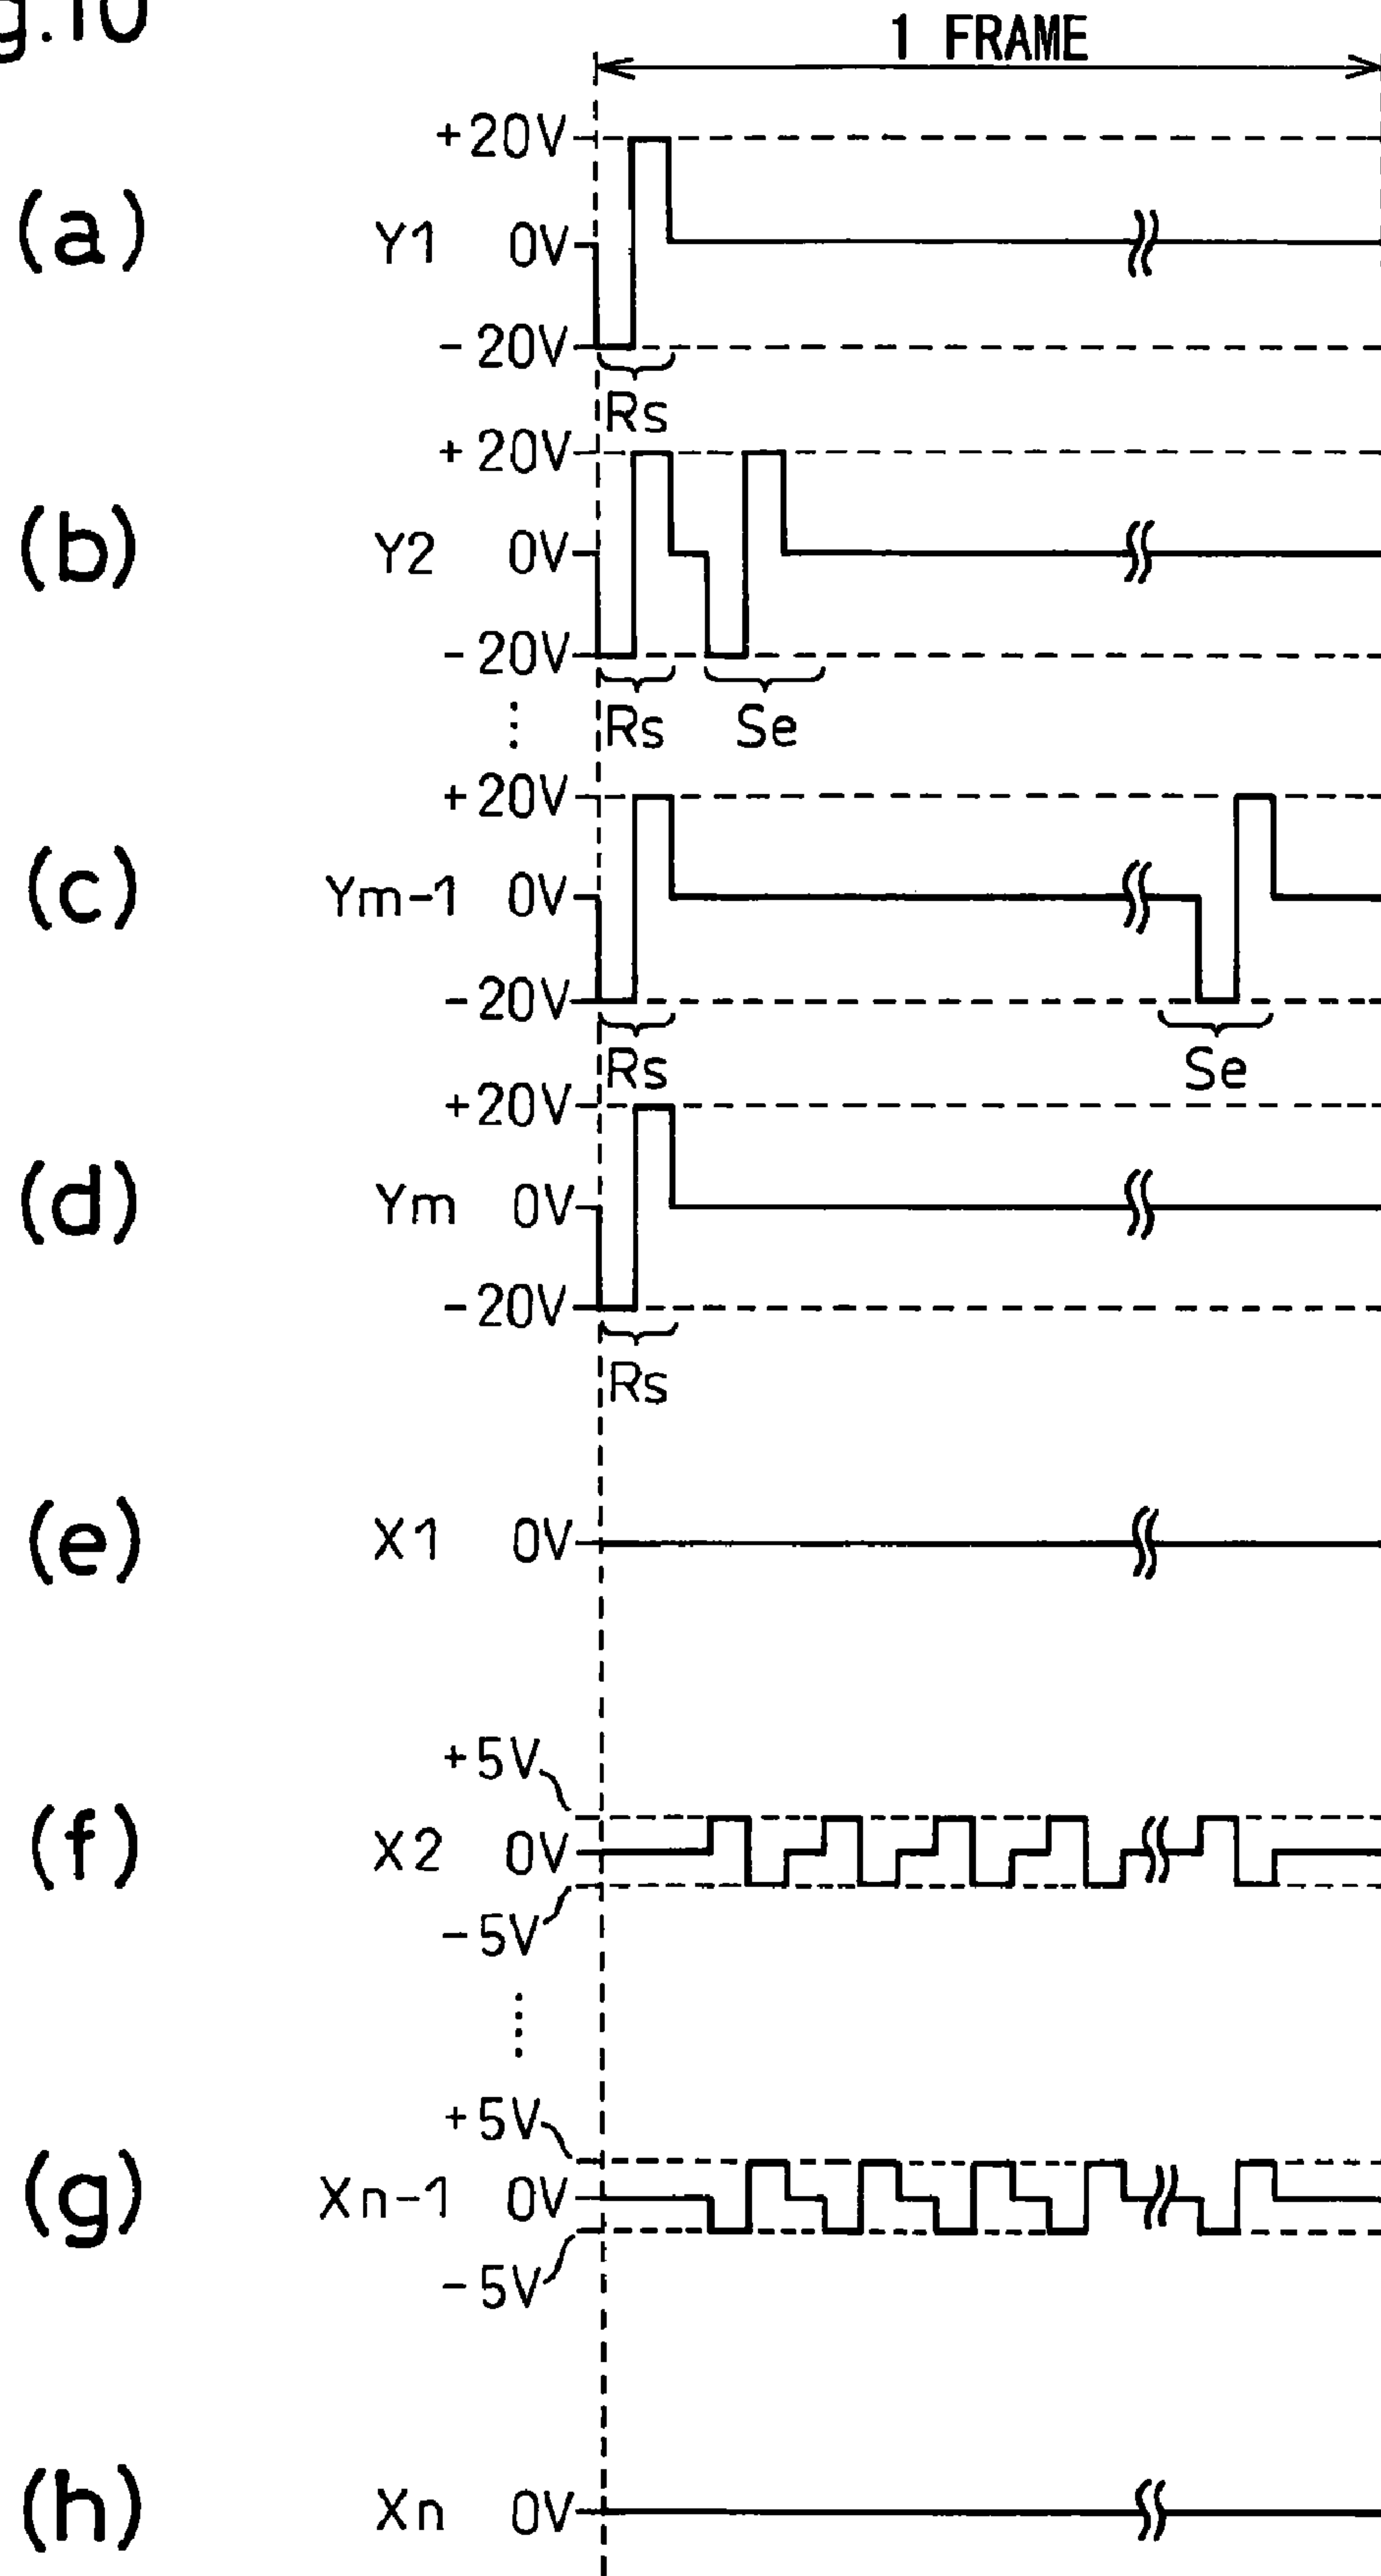 g.10
1 FRAME
+20V
(a) Y1 0V
-20V
Rs
+20V
(b) Y2 0V
-20V
Rs Se
+20V
(c) Ym-1 0V
-20V
Rs Se
+20V
(d) Ym 0V
-20V
Rs
(e) X1 0V
+5V
(f) X2 0V
-5V
+5V
(g) Xn-1 0V
-5V
(h) Xn 0V